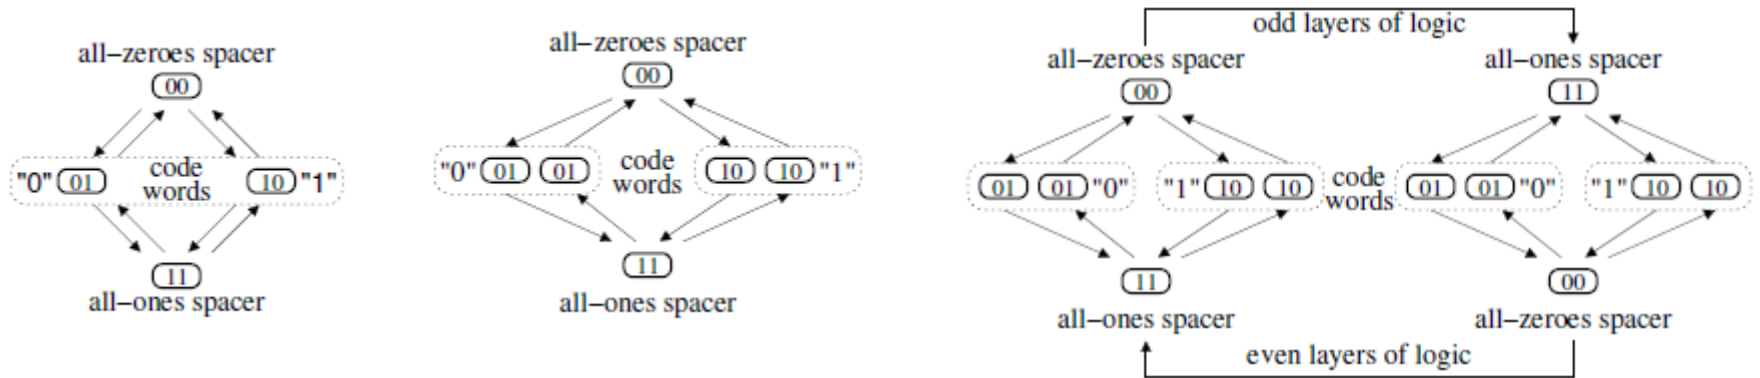 all−zeroes spacer
00
"0" 01 code words 10 "1"
11
all−ones spacer
all−zeroes spacer
00
"0" 01 01 code words 10 10 "1"
11
all−ones spacer
odd layers of logic
all−zeroes spacer
00
01 01 "0" "1" 10 10
11
all−ones spacer
code
words
all−ones spacer
11
01 01 "0" "1" 10 10
00
all−zeroes spacer
even layers of logic